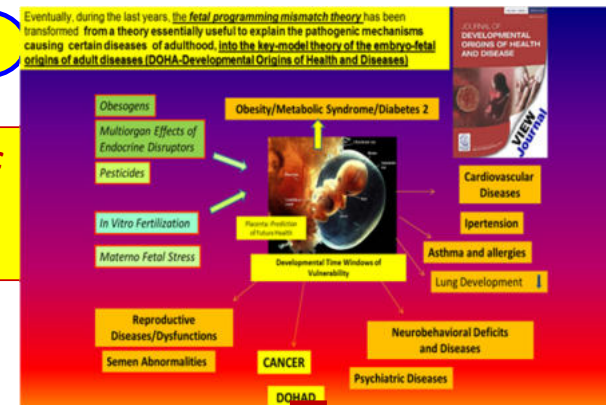 Eventually, during the last years, the fetal programming mismatch theory has been
transformed from a theory essentially useful to explain the pathogenic mechanisms
causing certain diseases of adulthood, into the key-model theory of the embryo-fetal
origins of adult diseases (DOHA-Developmental Origins of Health and Diseases)
JOURNAL OF
DEVELOPMENTAL
ORIGINS OF HEALTH
AND DISEASE
VIEW
Journal
Obesogens
Multiorgan Effects of
Endocrine Disruptors
Pesticides
In Vitro Fertilization
Materno Fetal Stress
Obesity/Metabolic Syndrome/Diabetes 2
Placenta: Prediction
of Future Health
Developmental Time Windows of
Vulnerability
Cardiovascular
Diseases
Ipertension
Asthma and allergies
Lung Development
Reproductive
Diseases/Dysfunctions
Semen Abnormalities
CANCER
DOHAD
Neurobehavioral Deficits
and Diseases
Psychiatric Diseases